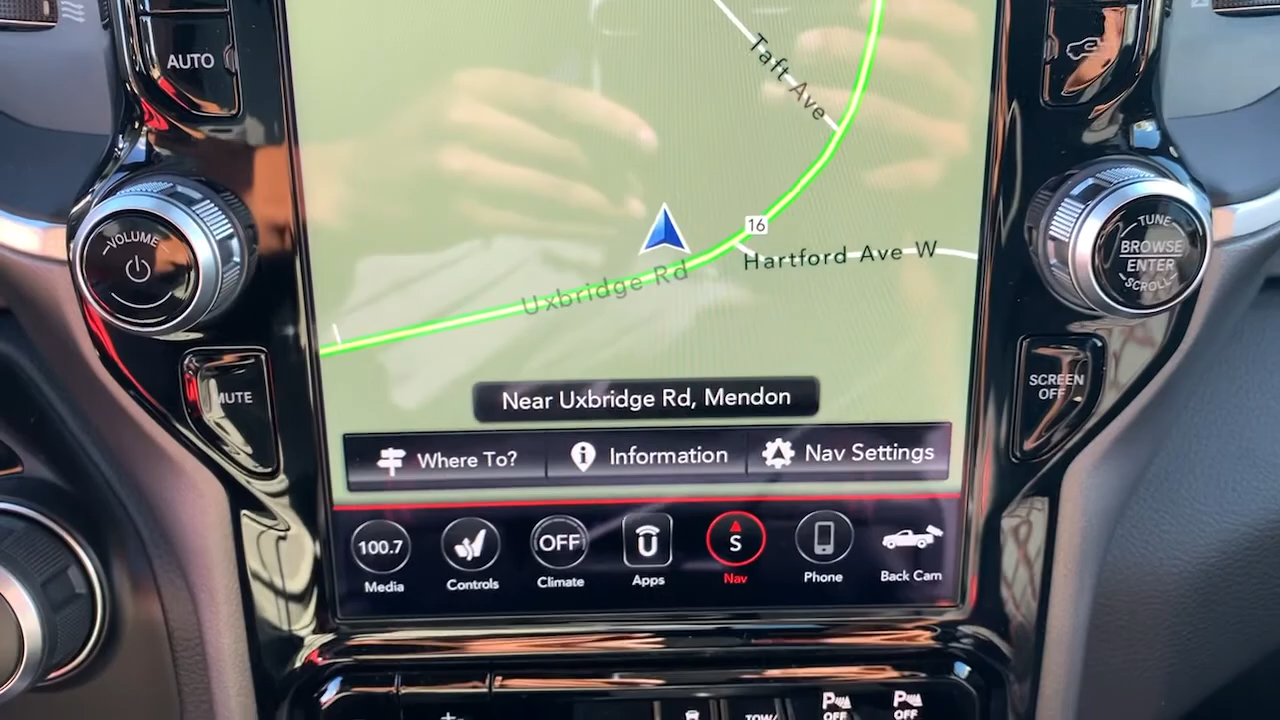 AUTO
Taft Ave
VOLUME
TUNE
BROWSE
ENTER
SCROLL
16
Hartford Ave W
Uxbridge Rd
MUTE
SCREEN
OFF
Near Uxbridge Rd, Mendon
Where To?
Information
Nav Settings
100.7
OFF
S
Media
Controls
Climate
Apps
Nav
Phone
Back Cam
P
OFF
P
OFF
TOW/